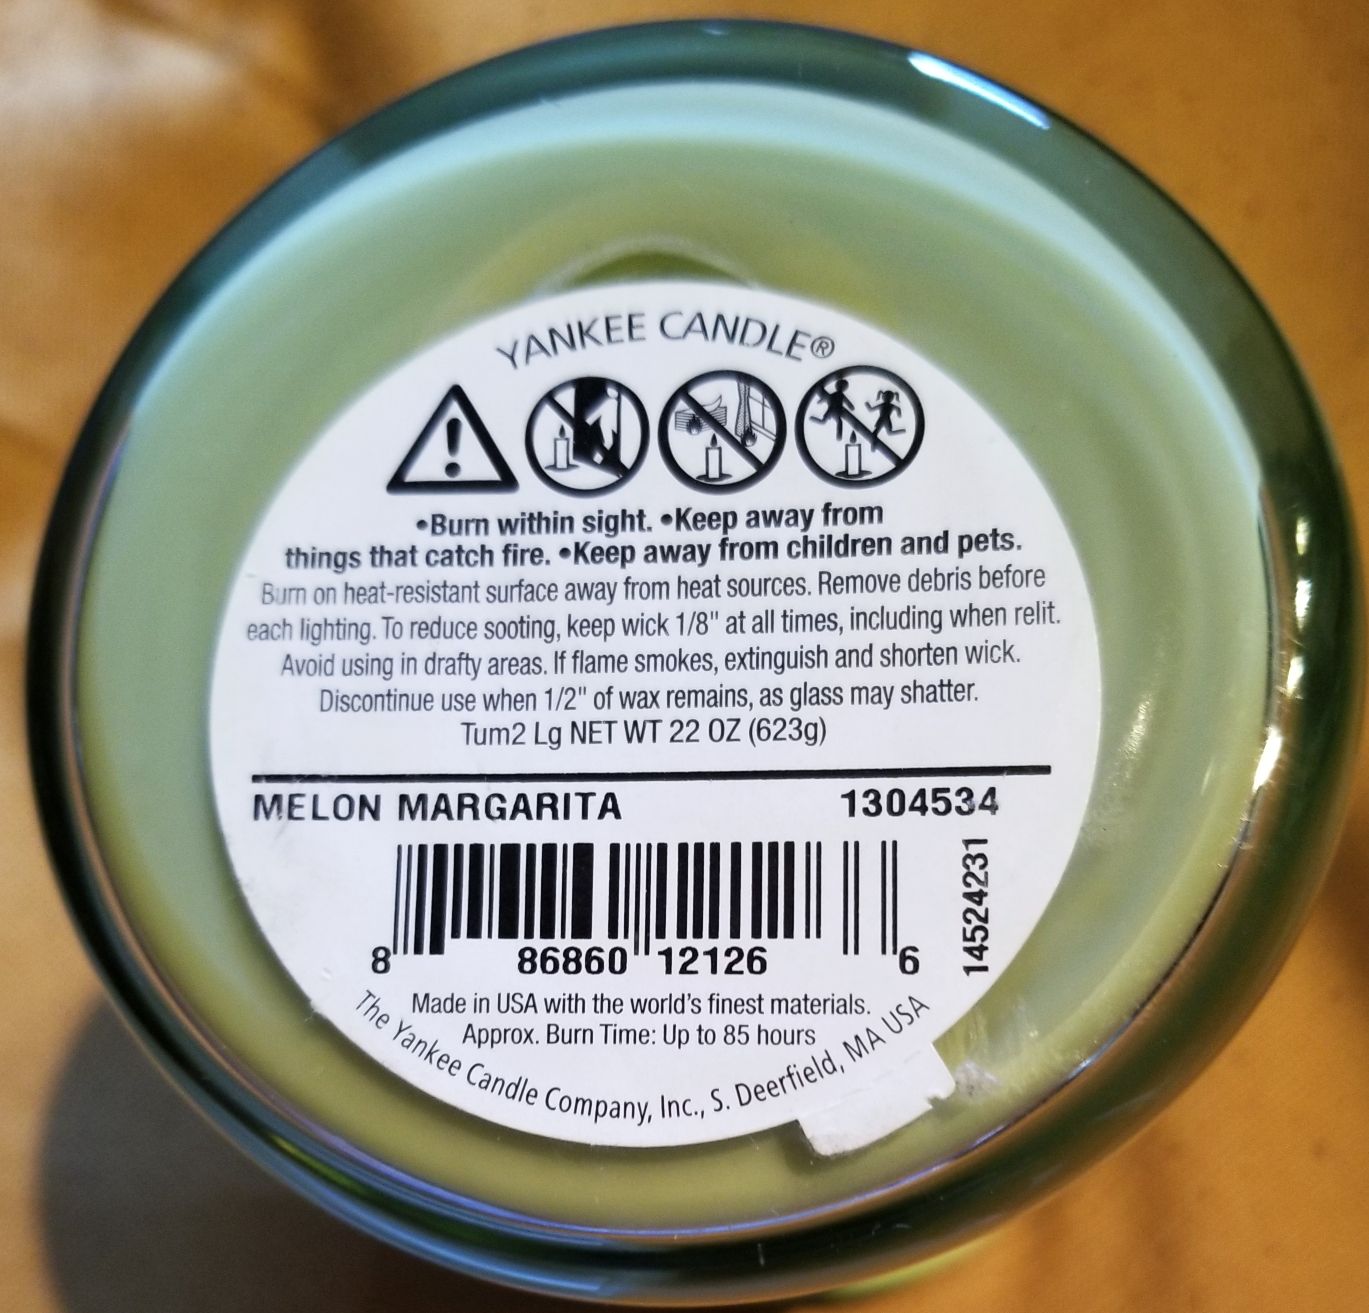 YANKEE CANDLE®
•Burn within sight. •Keep away from
things that catch fire. •Keep away from children and pets.
Burn on heat-resistant surface away from heat sources. Remove debris before
each lighting. To reduce sooting, keep wick 1/8" at all times, including when relit.
Avoid using in drafty areas. If flame smokes, extinguish and shorten wick.
Discontinue use when 1/2" of wax remains, as glass may shatter.
Tum2 Lg NET WT 22 OZ (623g)
MELON MARGARITA 1304534
14524231
8 86860 12126 6
Made in USA with the world's finest materials.
Approx. Burn Time: Up to 85 hours
The Yankee Candle Company, Inc., S. Deerfield, MA USA